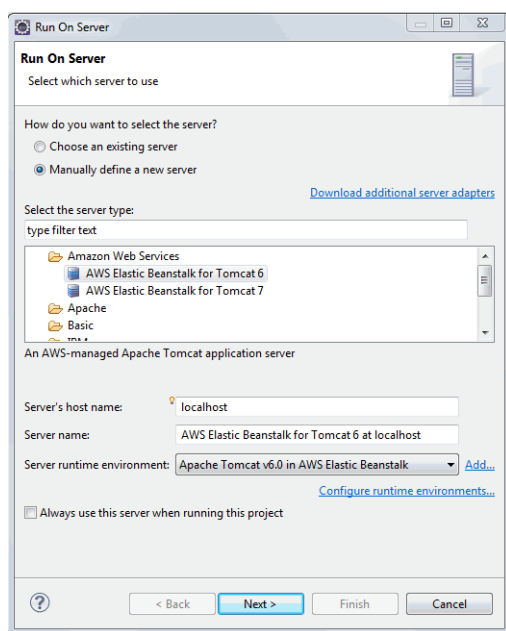 Run On Server
Run On Server
Select which server to use
How do you want to select the server?
Choose an existing server
Manually define a new server
Download additional server adapters
Select the server type:
type filter text
Amazon Web Services
AWS Elastic Beanstalk for Tomcat 6
AWS Elastic Beanstalk for Tomcat 7
Apache
Basic
An AWS-managed Apache Tomcat application server
Server's host name: localhost
Server name: AWS Elastic Beanstalk for Tomcat 6 at localhost
Server runtime environment: Apache Tomcat v6.0 in AWS Elastic Beanstalk Add...
Configure runtime environments...
Always use this server when running this project
? < Back Next > Finish Cancel